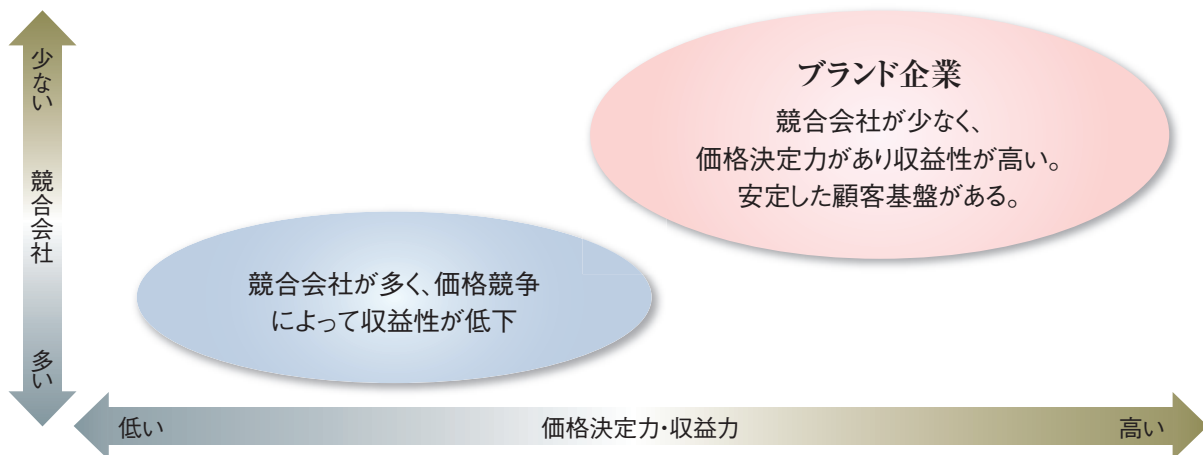 少ない
競合会社
多い
ブランド企業
競合会社が少なく、
価格決定力があり収益性が高い。
安定した顧客基盤がある。
競合会社が多く、価格競争
によって収益性が低下
低い
価格決定力・収益力
高い